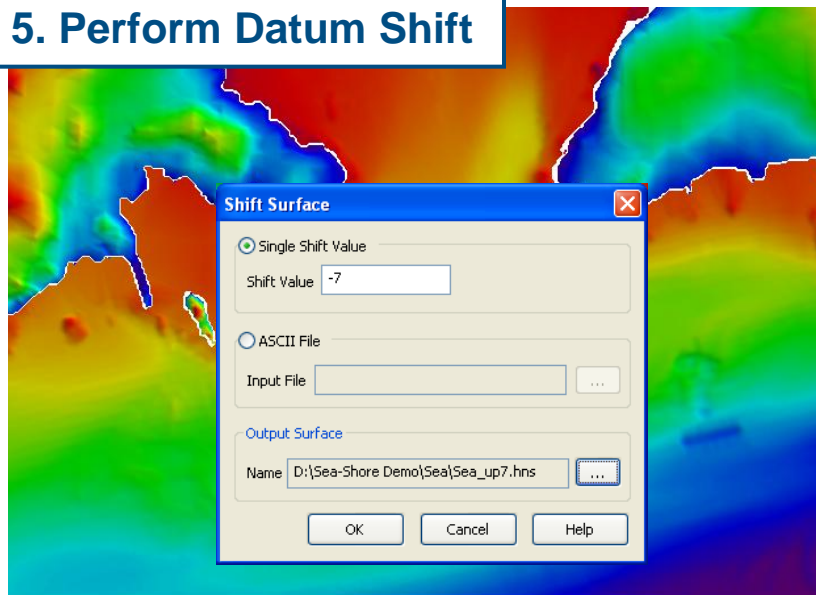 5. Perform Datum Shift
Shift Surface
Single Shift Value
Shift Value -7
ASCII File
Input File ...
Output Surface
Name D:\Sea-Shore Demo\Sea\Sea_up7.hns ...
OK Cancel Help